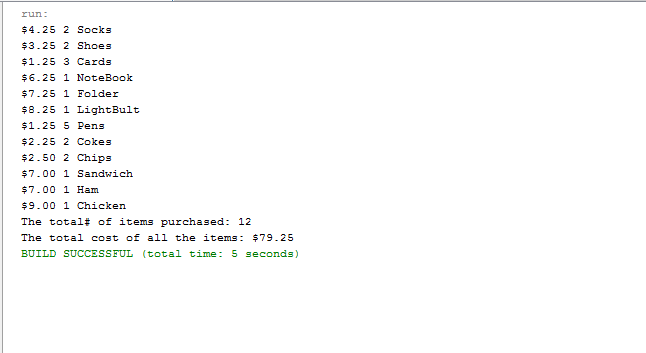 run:
$4.25 2 Socks
$3.25 2 Shoes
$1.25 3 Cards
$6.25 1 NoteBook
$7.25 1 Folder
$8.25 1 LightBult
$1.25 5 Pens
$2.25 2 Cokes
$2.50 2 Chips
$7.00 1 Sandwich
$7.00 1 Ham
$9.00 1 Chicken
The total# of items purchased: 12
The total cost of all the items: $79.25
BUILD SUCCESSFUL (total time: 5 seconds)